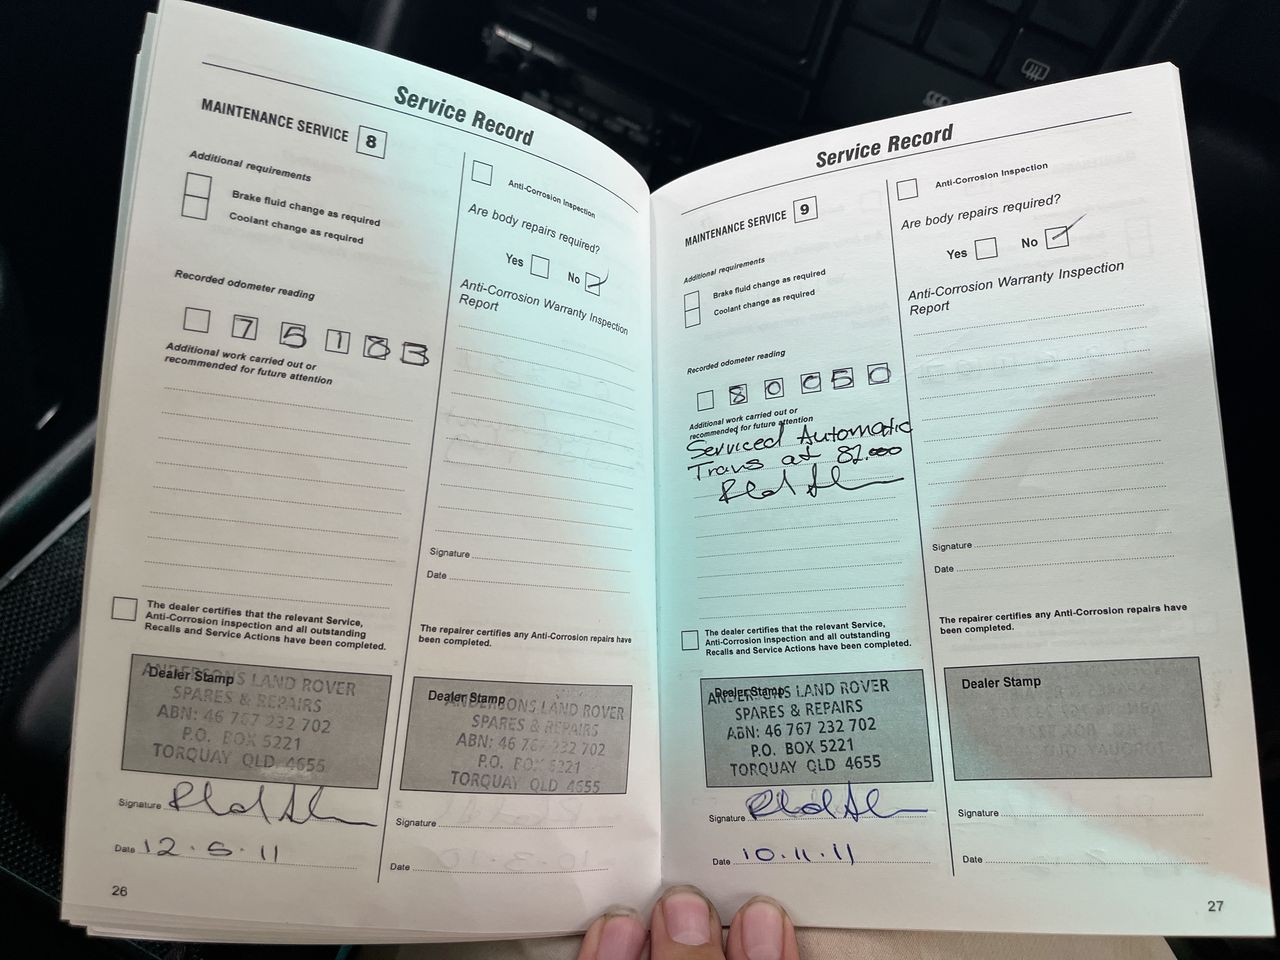 Service Record
MAINTENANCE SERVICE 8
Additional requirements
Brake fluid change as required
Coolant change as required
Recorded odometer reading
7 5 1 8 3
Additional work carried out or
recommended for future attention
The dealer certifies that the relevant Service,
Anti-Corrosion inspection and all outstanding
Recalls and Service Actions have been completed.
Dealer Stamp
ANDERSONS LAND ROVER
SPARES & REPAIRS
ABN: 46 767 232 702
P.O. BOX 5221
TORQUAY QLD 4655
Signature
Date 12.5.11
26
Anti-Corrosion Inspection
Are body repairs required?
Yes No
Anti-Corrosion Warranty Inspection
Report
Signature
Date
The repairer certifies any Anti-Corrosion repairs have
been completed.
Dealer Stamp
ANDERSONS LAND ROVER
SPARES & REPAIRS
ABN: 46 767 232 702
P.O. BOX 5221
TORQUAY QLD 4655
Signature
Date
Service Record
MAINTENANCE SERVICE 9
Additional requirements
Brake fluid change as required
Coolant change as required
Recorded odometer reading
8 0 0 5 0
Additional work carried out or
recommended for future attention
Serviced Automatic
Trans at 82.000
The dealer certifies that the relevant Service,
Anti-Corrosion inspection and all outstanding
Recalls and Service Actions have been completed.
Dealer Stamp
ANDERSONS LAND ROVER
SPARES & REPAIRS
ABN: 46 767 232 702
P.O. BOX 5221
TORQUAY QLD 4655
Signature
Date 10.11.11
Anti-Corrosion Inspection
Are body repairs required?
Yes No
Anti-Corrosion Warranty Inspection
Report
Signature
Date
The repairer certifies any Anti-Corrosion repairs have
been completed.
Dealer Stamp
Signature
Date
27